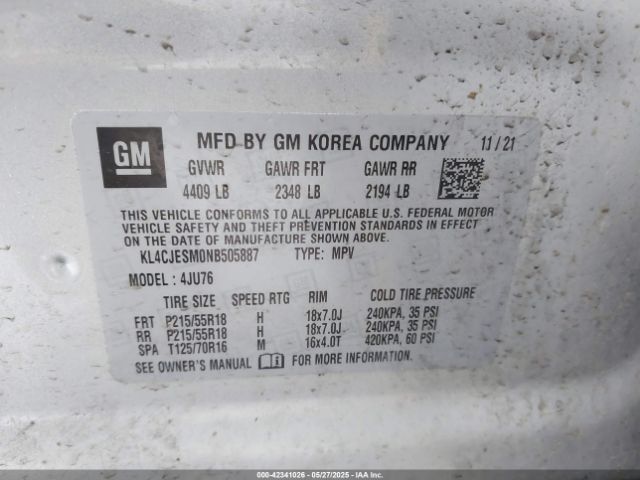 GM MFD BY GM KOREA COMPANY 11/21
GVWR GAWR FRT GAWR RR
4409 LB 2348 LB 2194 LB
THIS VEHICLE CONFORMS TO ALL APPLICABLE U.S. FEDERAL MOTOR
VEHICLE SAFETY AND THEFT PREVENTION STANDARDS IN EFFECT
ON THE DATE OF MANUFACTURE SHOWN ABOVE.
KL4CJESM0NB505887 TYPE: MPV
MODEL: 4JU76
TIRE SIZE SPEED RTG RIM COLD TIRE PRESSURE
FRT P215/55R18 H 18x7.0J 240KPA, 35 PSI
RR P215/55R18 H 18x7.0J 240KPA, 35 PSI
SPA T125/70R16 M 16x4.0T 420KPA, 60 PSI
SEE OWNER'S MANUAL FOR MORE INFORMATION.
000-42341026 - 05/27/2025 - IAAI.COM